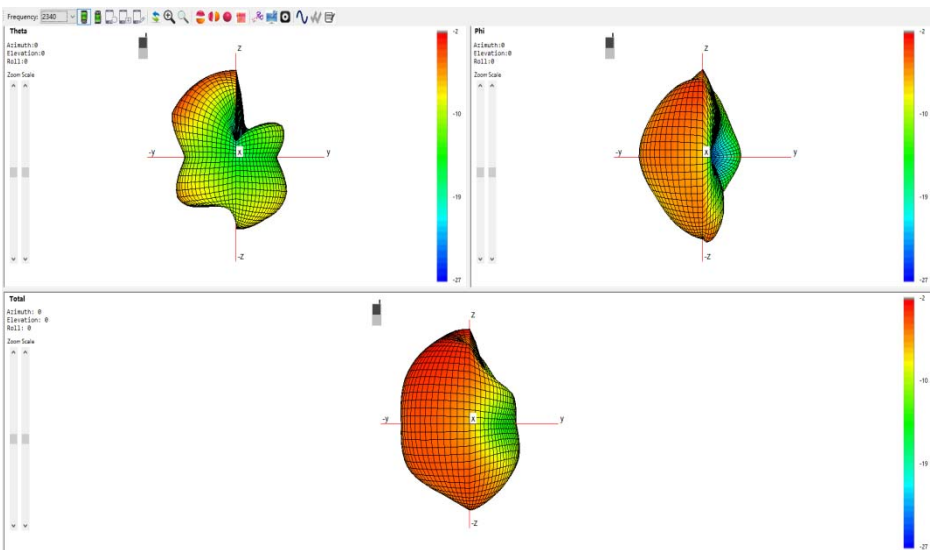 Frequency: 2340
Theta
Azimuth:0
Elevation:0
Roll:0
Zoom Scale
Z
-y
x
y
-Z
-2
-10
-19
-27
Phi
Azimuth:0
Elevation:0
Roll:0
Zoom Scale
Z
-y
x
y
-Z
-2
-10
-19
-27
Total
Azimuth: 0
Elevation: 0
Roll: 0
Zoom Scale
Z
-y
x
y
-Z
-2
-10
-19
-27